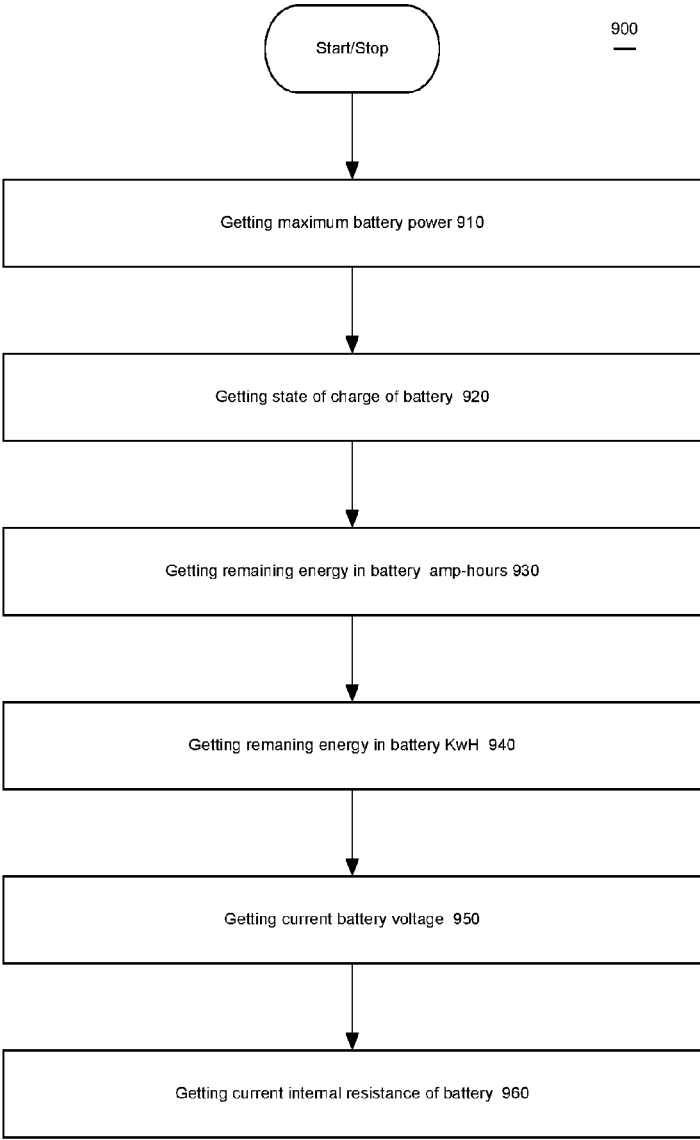 Start/Stop
900
Getting maximum battery power 910
Getting state of charge of battery 920
Getting remaining energy in battery amp-hours 930
Getting remaning energy in battery KwH 940
Getting current battery voltage 950
Getting current internal resistance of battery 960